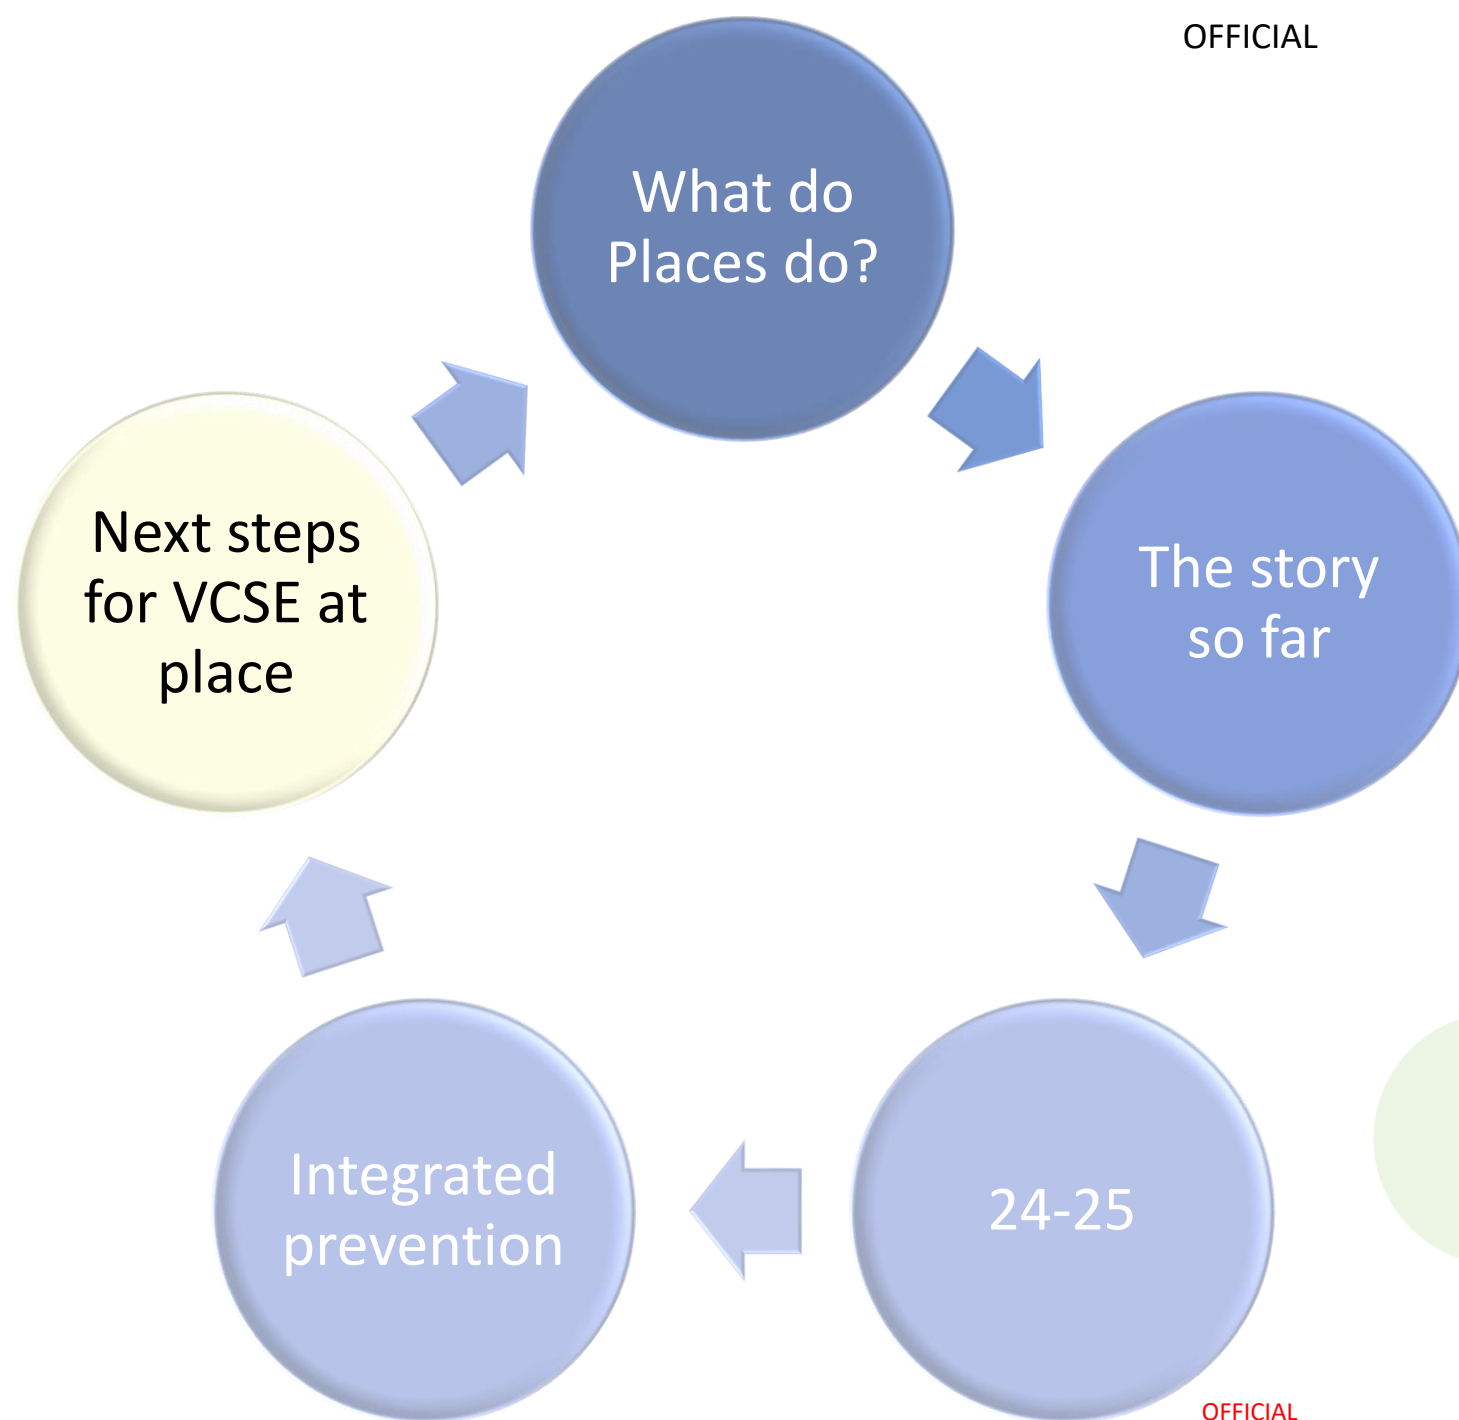 OFFICIAL
What do
Places do?
The story
so far
24-25
Integrated
prevention
Next steps
for VCSE at
place
OFFICIAL